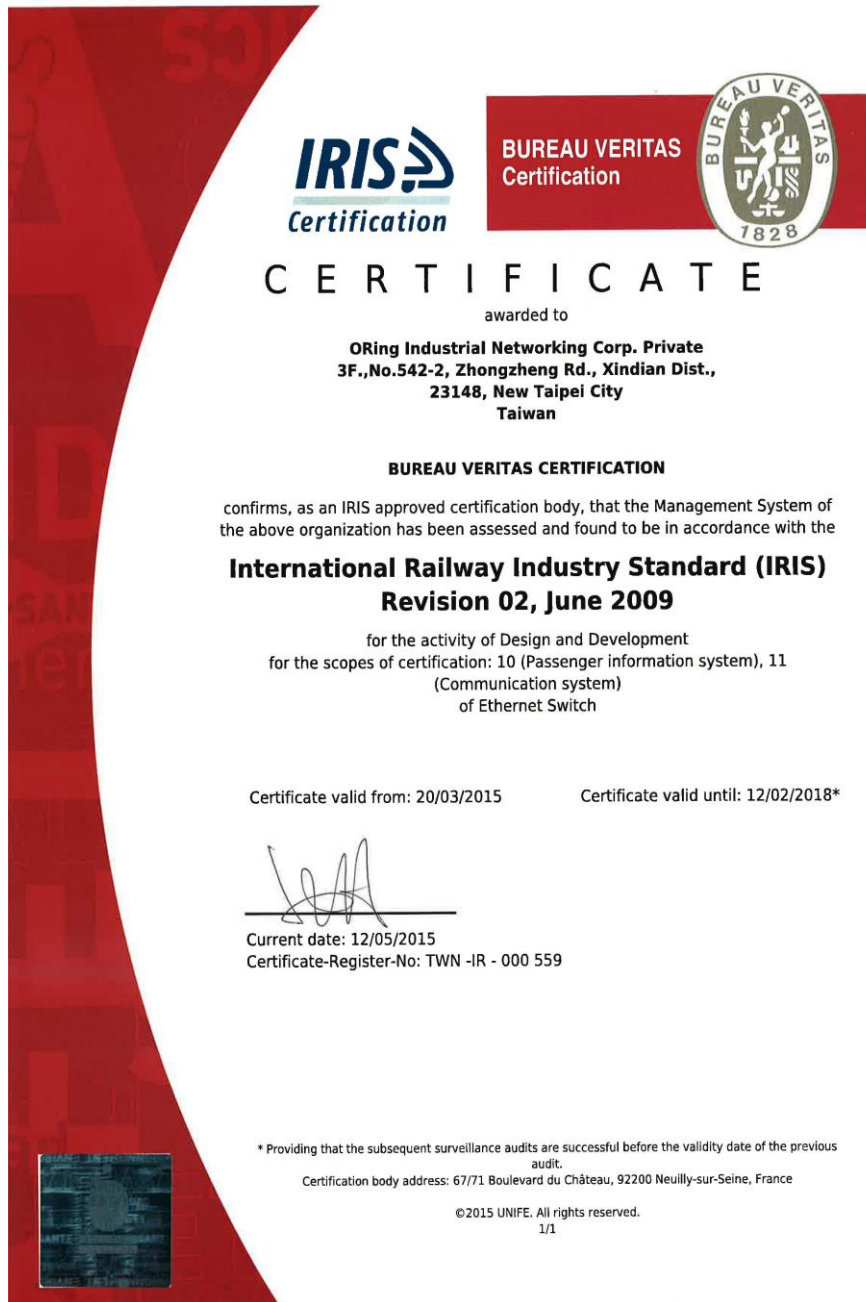 IRIS
Certification
BUREAU VERITAS
Certification
BUREAU VERITAS
1828
CERTIFICATE
awarded to
ORing Industrial Networking Corp. Private
3F.,No.542-2, Zhongzheng Rd., Xindian Dist.,
23148, New Taipei City
Taiwan
BUREAU VERITAS CERTIFICATION
confirms, as an IRIS approved certification body, that the Management System of
the above organization has been assessed and found to be in accordance with the
International Railway Industry Standard (IRIS)
Revision 02, June 2009
for the activity of Design and Development
for the scopes of certification: 10 (Passenger information system), 11
(Communication system)
of Ethernet Switch
Certificate valid from: 20/03/2015
Certificate valid until: 12/02/2018*
Current date: 12/05/2015
Certificate-Register-No: TWN -IR - 000 559
* Providing that the subsequent surveillance audits are successful before the validity date of the previous
audit.
Certification body address: 67/71 Boulevard du Château, 92200 Neuilly-sur-Seine, France
©2015 UNIFE. All rights reserved.
1/1